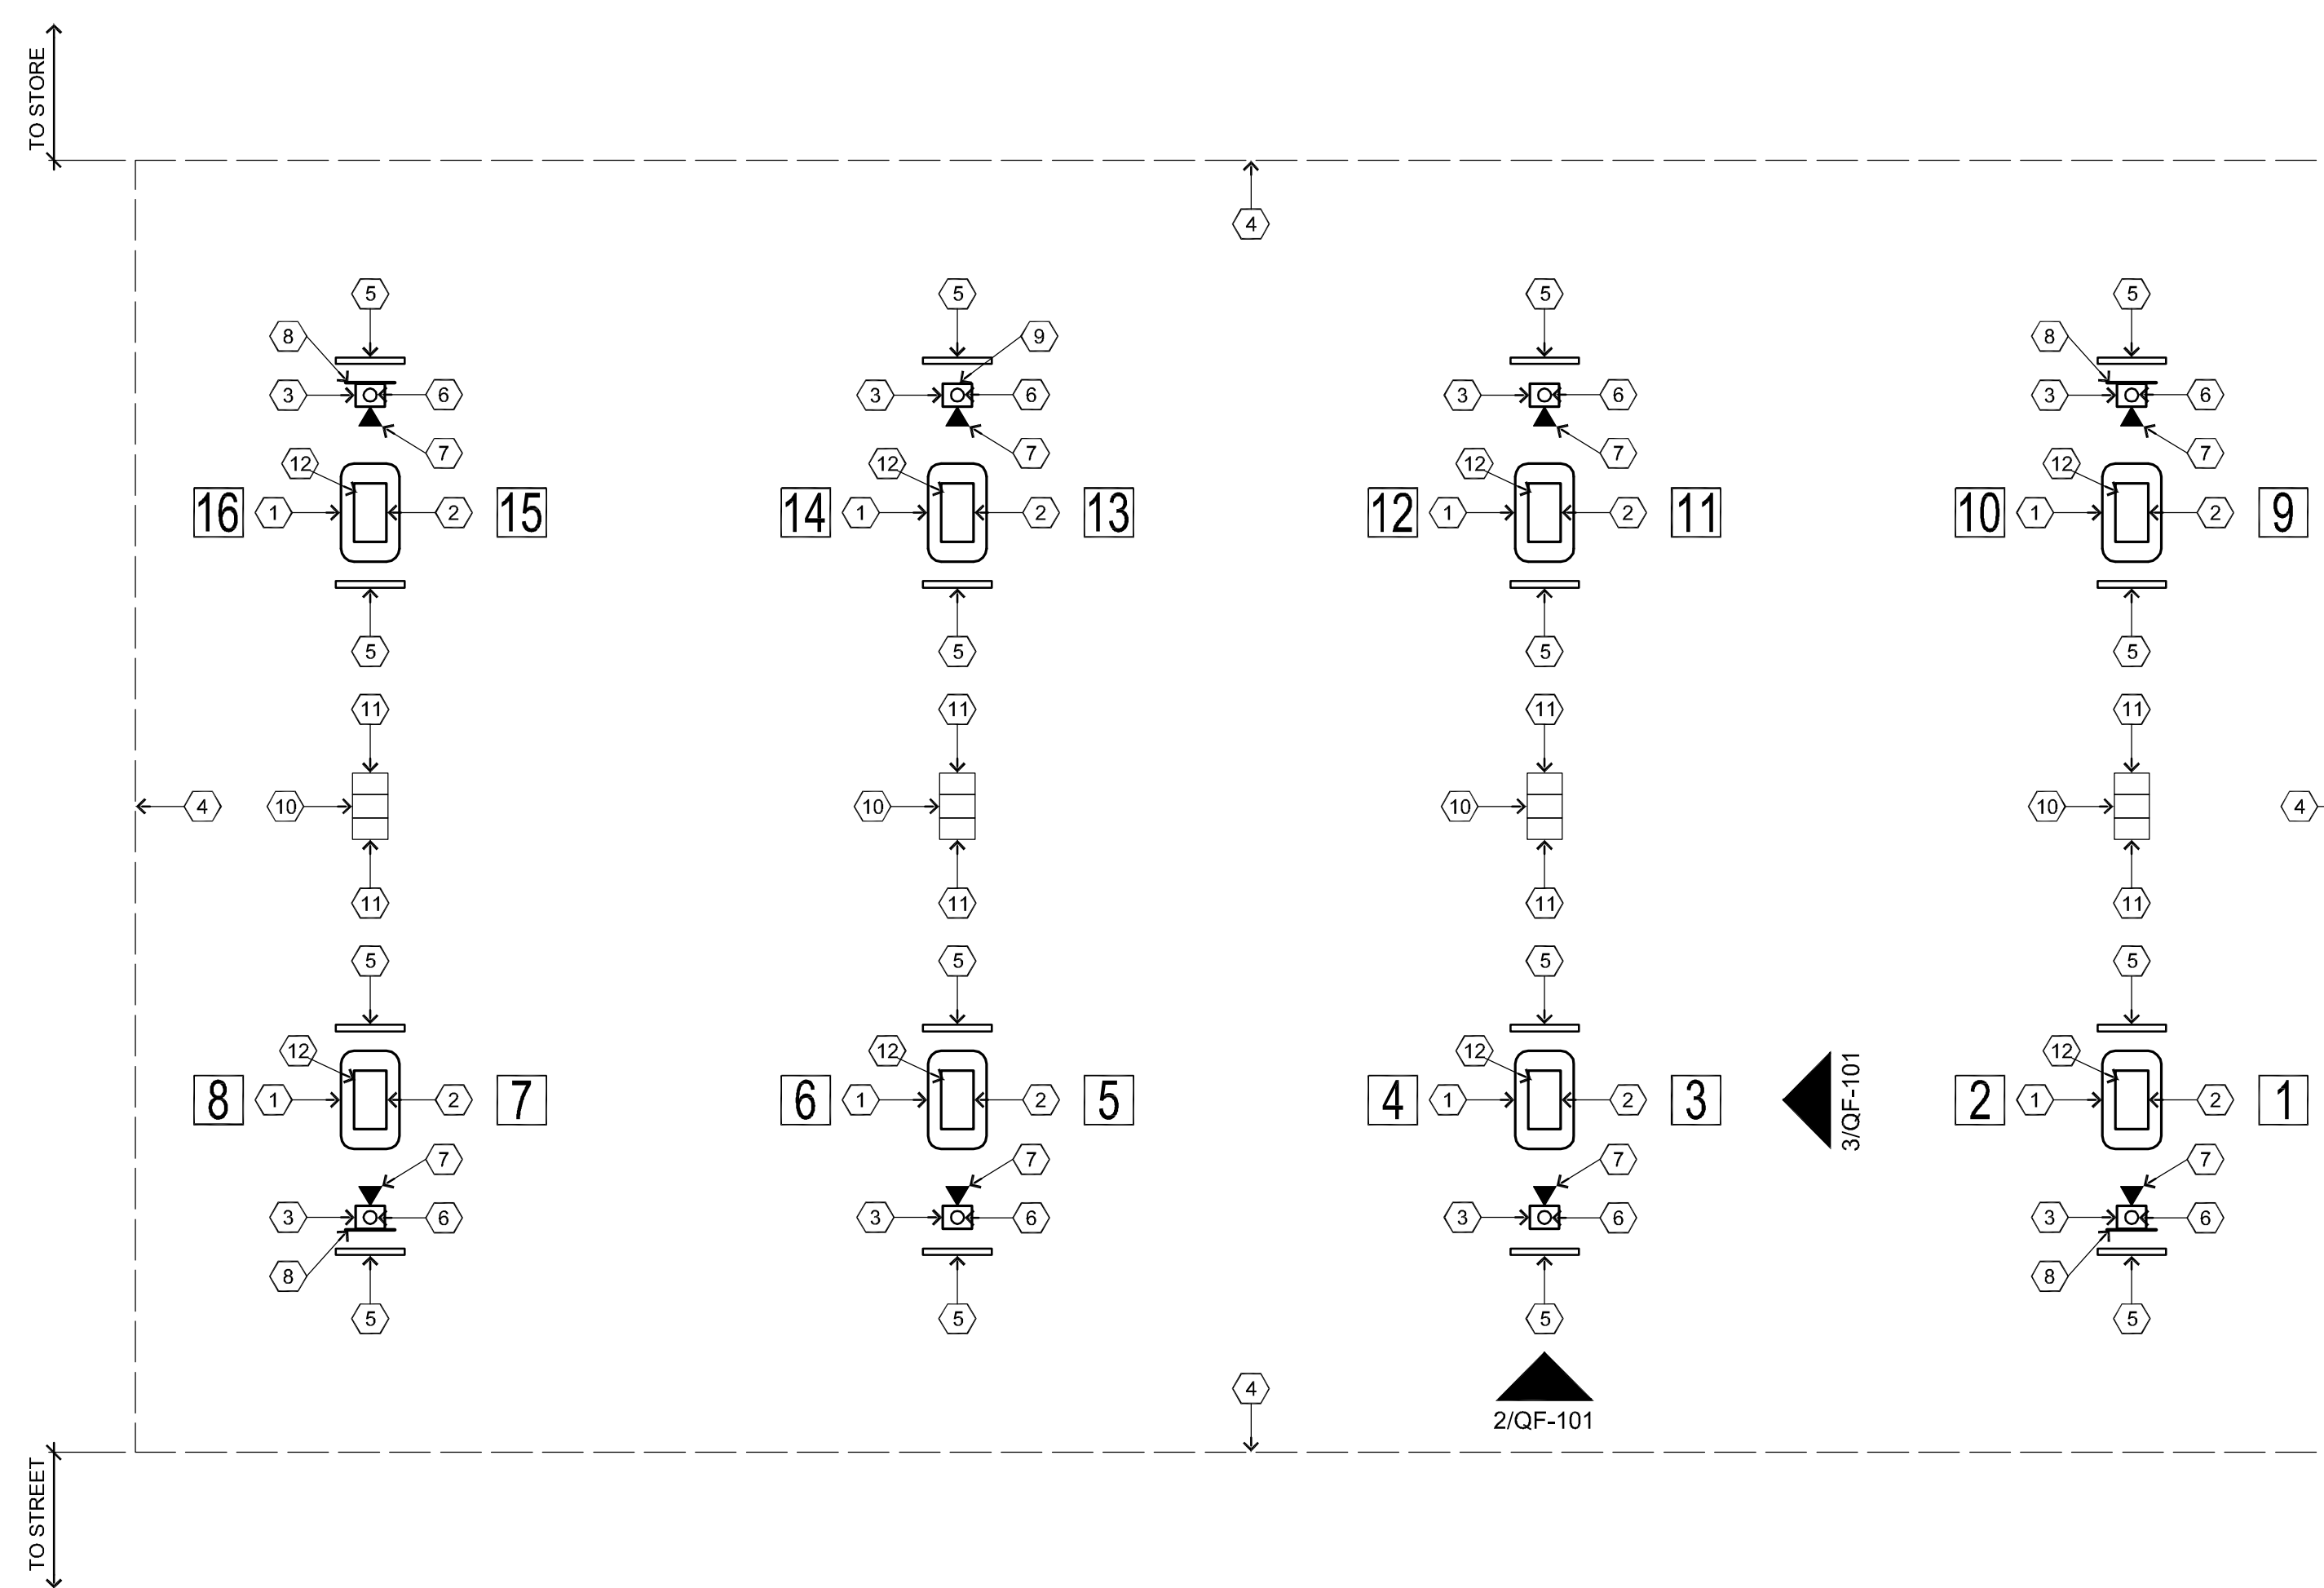 TO STORE
4
5 5 5 5
8 9 8
3 6 3 6 3 6 3 6
7 7 7 7
12 12 12 12
16 1 2 15 14 1 2 13 12 1 2 11 10 1 2 9
5 5 5 5
11 11 11 11
4 10 10 10 10 4
11 11 11 11
5 5 5 5
12 12 12 12
8 1 2 7 6 1 2 5 4 1 2 3 3/QF-101 2 1 2 1
7 7 7 7
3 6 3 6 3 6 3 6
8 8
5 5 5 5
4
2/QF-101
TO STREET